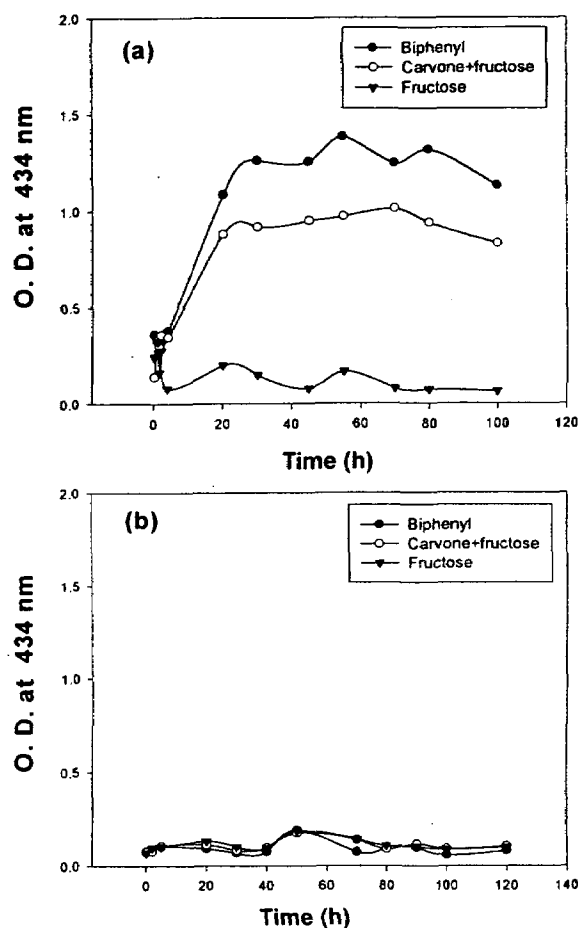 (a)
Biphenyl
Carvone+fructose
Fructose
2.0
1.5
1.0
0.5
0.0
O. D. at 434 nm
0 20 40 60 80 100 120
Time (h)
(b)
Biphenyl
Carvone+fructose
Fructose
2.0
1.5
1.0
0.5
0.0
O. D. at 434 nm
0 20 40 60 80 100 120 140
Time (h)